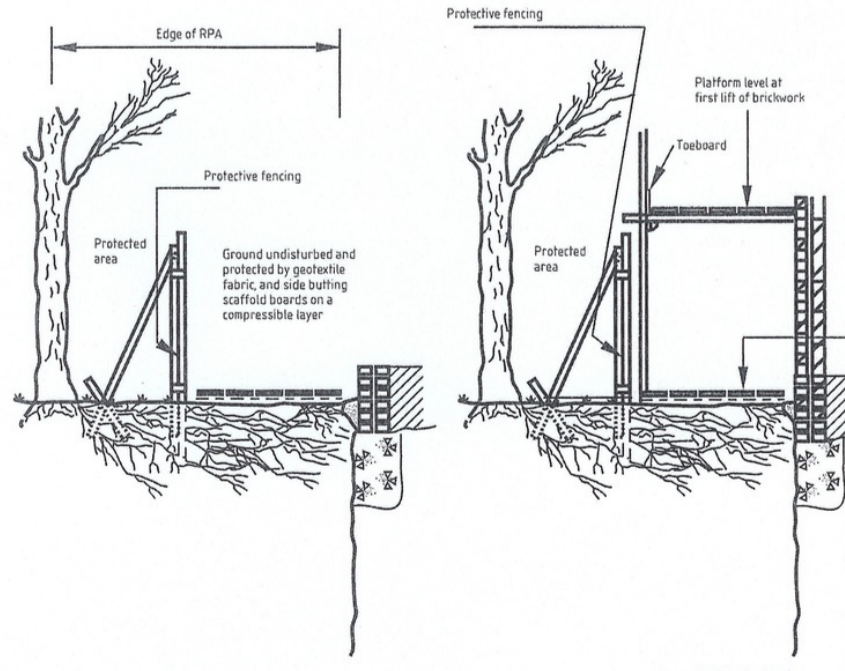 Edge of RPA
Protective fencing
Protected
area
Ground undisturbed and
protected by geotextile
fabric, and side butting
scaffold boards on a
compressible layer
Protective fencing
Platform level at
first lift of brickwork
Toeboard
Protected
area